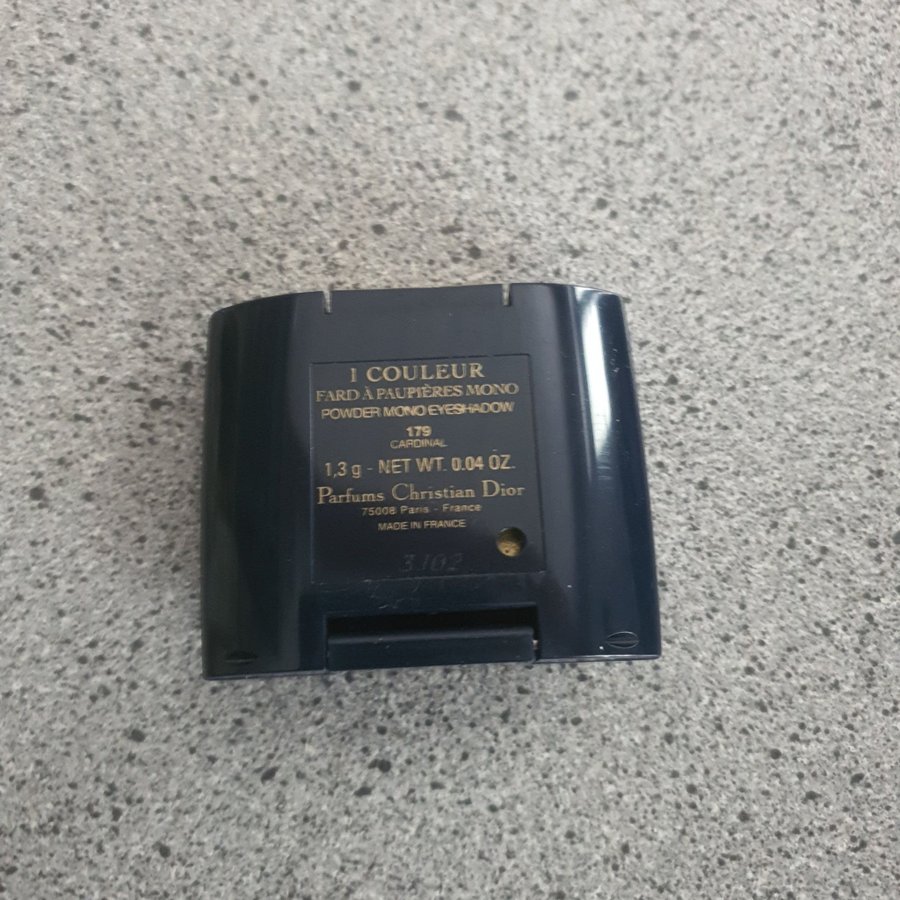 1 COULEUR
FARD À PAUPIÈRES MONO
POWDER MONO EYESHADOW
179
CARDINAL
1,3 g - NET WT. 0.04 OZ.
Parfums Christian Dior
75008 Paris - France
MADE IN FRANCE
3J02